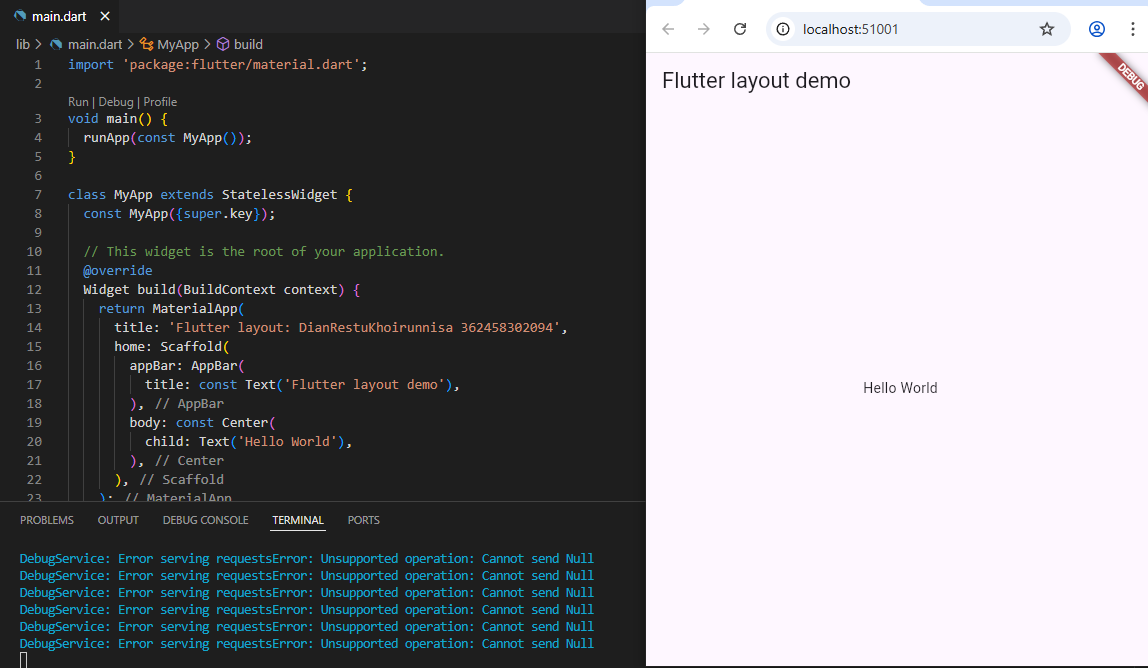 main.dart
lib > main.dart > MyApp > build
1 import 'package:flutter/material.dart';
2
Run | Debug | Profile
3 void main() {
4 runApp(const MyApp());
5 }
6
7 class MyApp extends StatelessWidget {
8 const MyApp({super.key});
9
10 // This widget is the root of your application.
11 @override
12 Widget build(BuildContext context) {
13 return MaterialApp(
14 title: 'Flutter layout: DianRestuKhoirunnisa 362458302094',
15 home: Scaffold(
16 appBar: AppBar(
17 title: const Text('Flutter layout demo'),
18 ), // AppBar
19 body: const Center(
20 child: Text('Hello World'),
21 ), // Center
22 ), // Scaffold
23 ); // MaterialApp
PROBLEMS OUTPUT DEBUG CONSOLE TERMINAL PORTS
DebugService: Error serving requestsError: Unsupported operation: Cannot send Null
DebugService: Error serving requestsError: Unsupported operation: Cannot send Null
DebugService: Error serving requestsError: Unsupported operation: Cannot send Null
DebugService: Error serving requestsError: Unsupported operation: Cannot send Null
DebugService: Error serving requestsError: Unsupported operation: Cannot send Null
DebugService: Error serving requestsError: Unsupported operation: Cannot send Null
localhost:51001
Flutter layout demo
DEBUG
Hello World